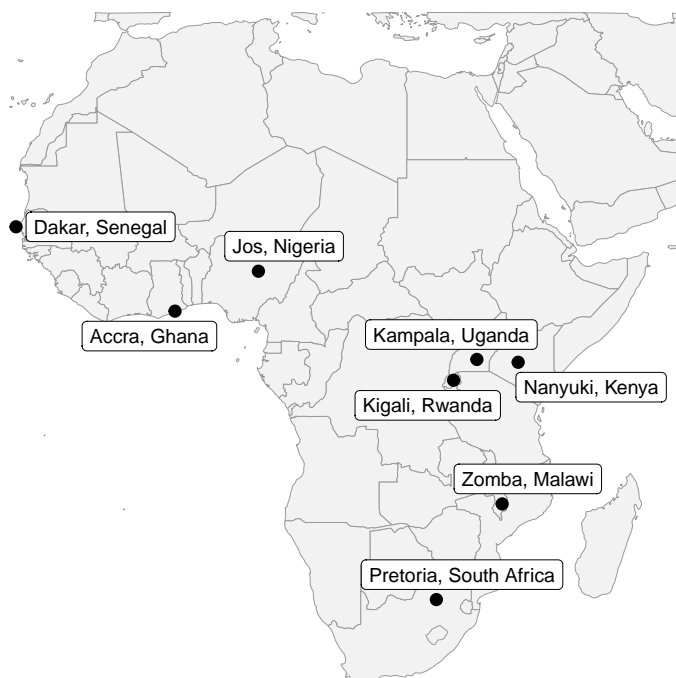 Dakar, Senegal
Jos, Nigeria
Accra, Ghana
Kampala, Uganda
Nanyuki, Kenya
Kigali, Rwanda
Zomba, Malawi
Pretoria, South Africa